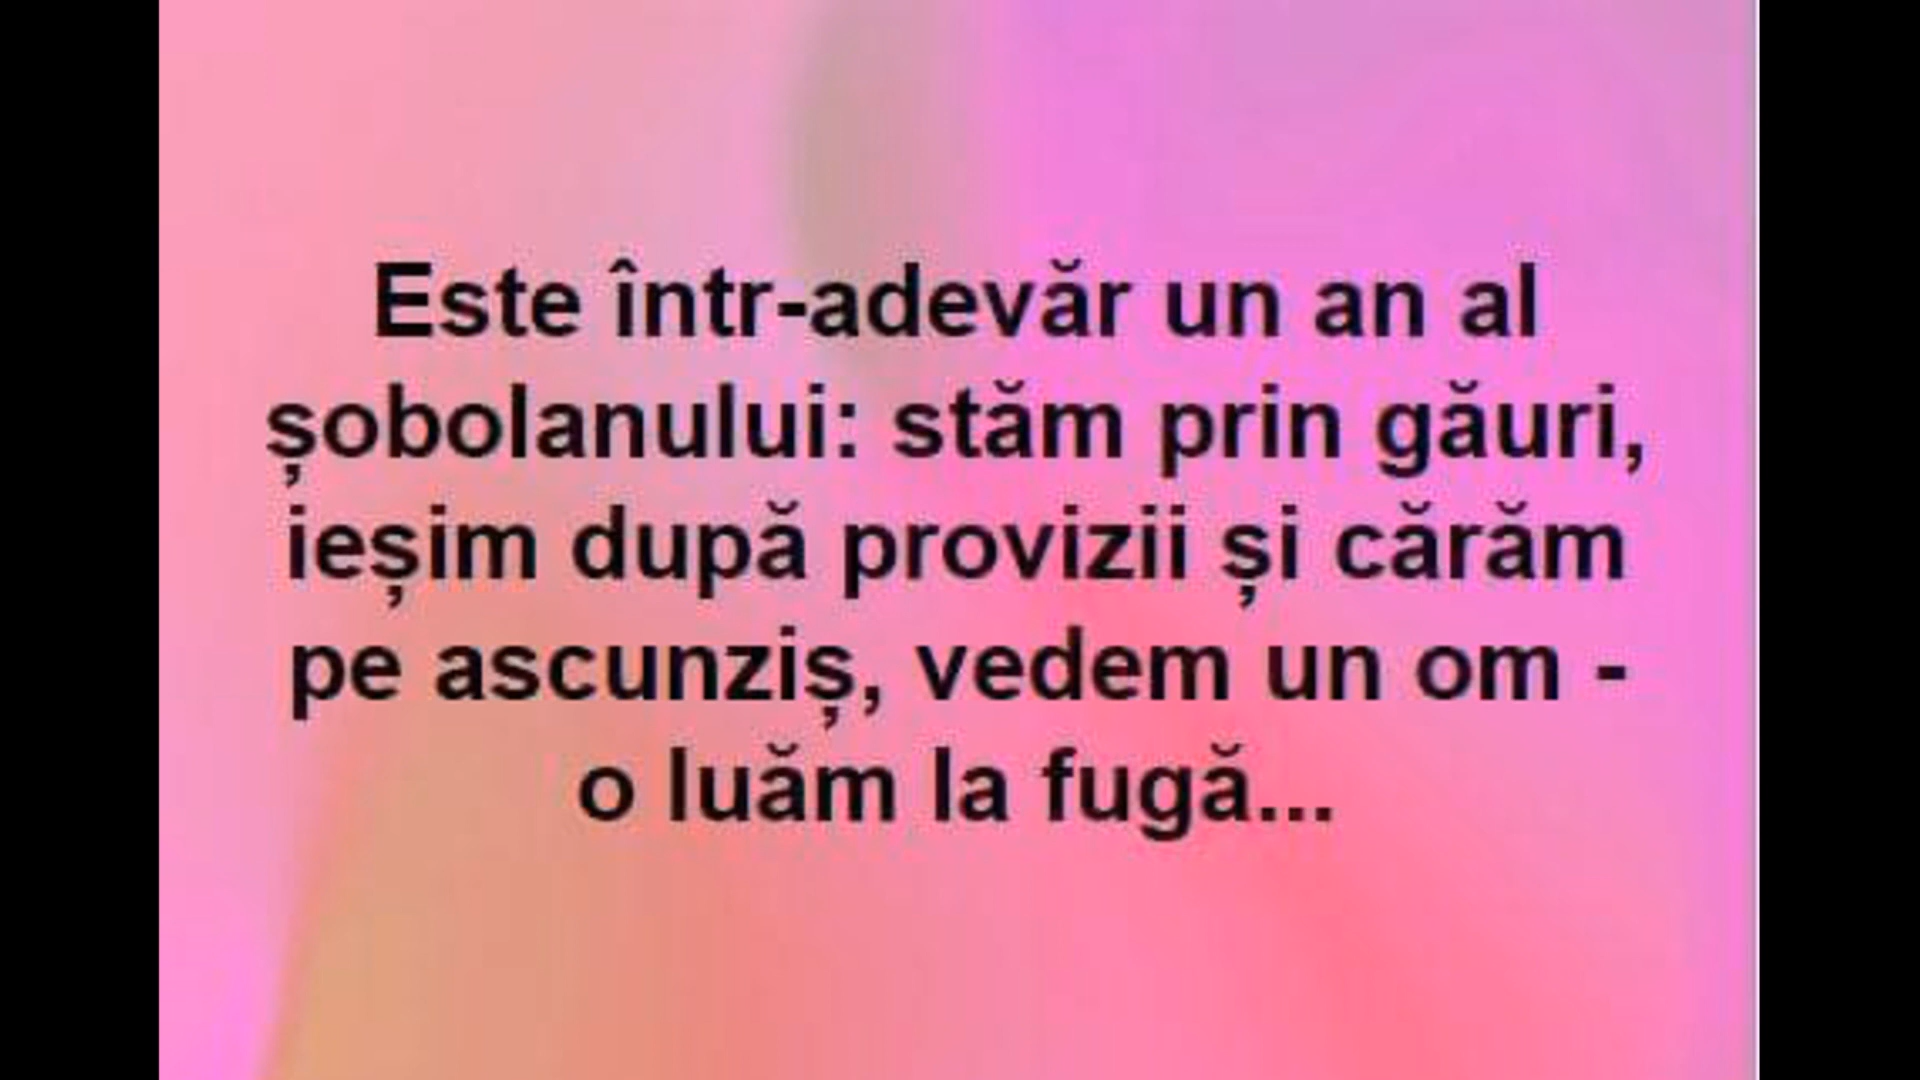 Este într-adevăr un an al
șobolanului: stăm prin găuri,
ieșim după provizii și cărăm
pe ascunziș, vedem un om -
o luăm la fugă...